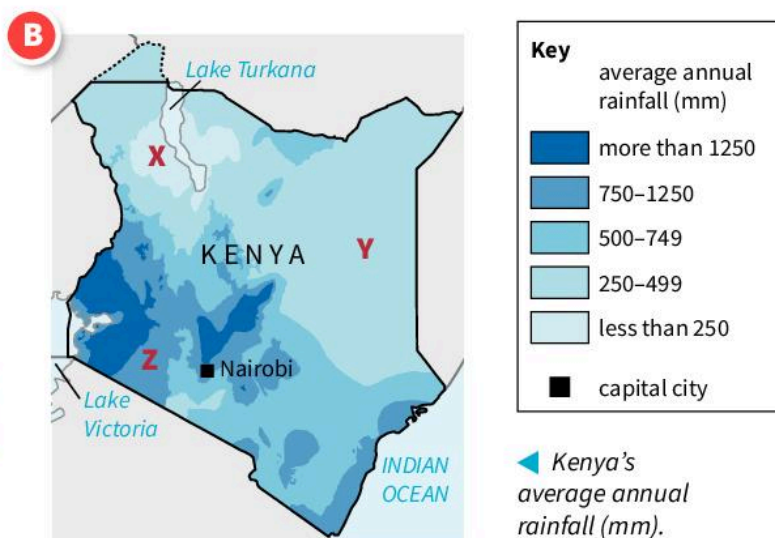 B
Lake Turkana
X
KENYA
Y
Z
Nairobi
Lake
Victoria
INDIAN
OCEAN
Key
average annual
rainfall (mm)
more than 1250
750–1250
500–749
250–499
less than 250
capital city
◀ Kenya's
average annual
rainfall (mm).